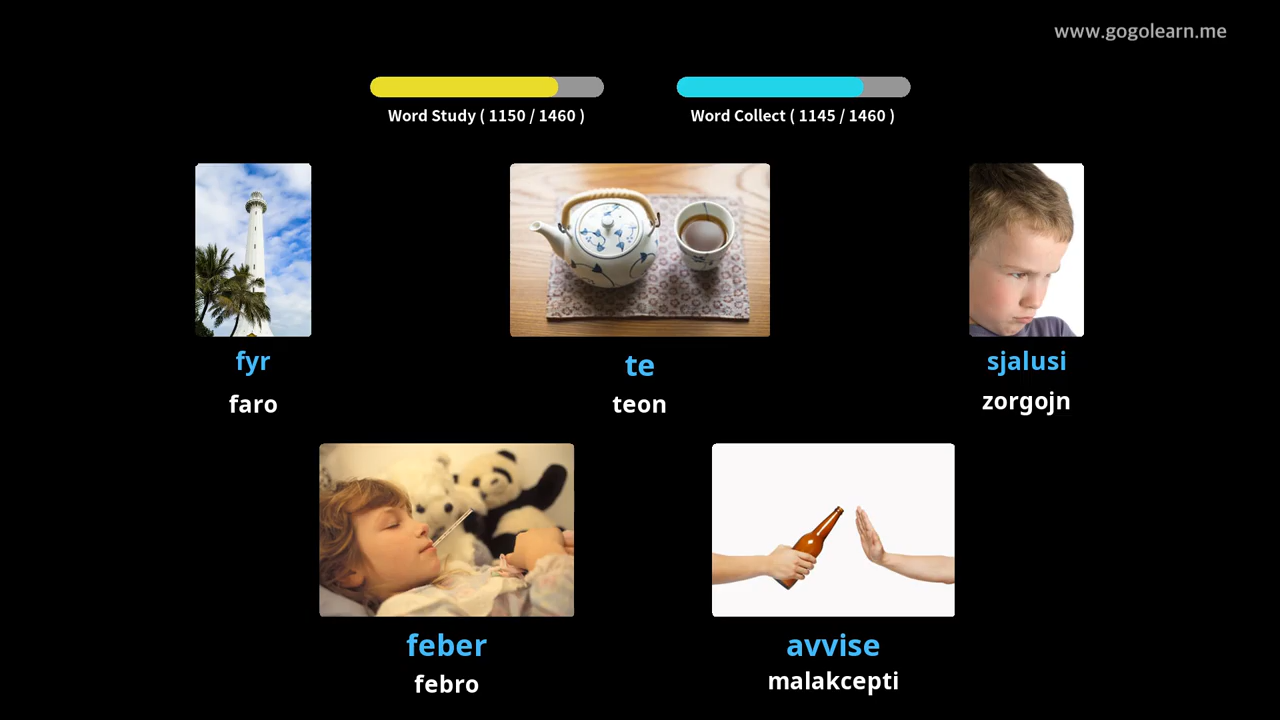 www.gogolearn.me
Word Study ( 1150 / 1460 )
Word Collect ( 1145 / 1460 )
fyr
te
sjalusi
faro
teon
zorgojn
feber
avvise
febro
malakcepti